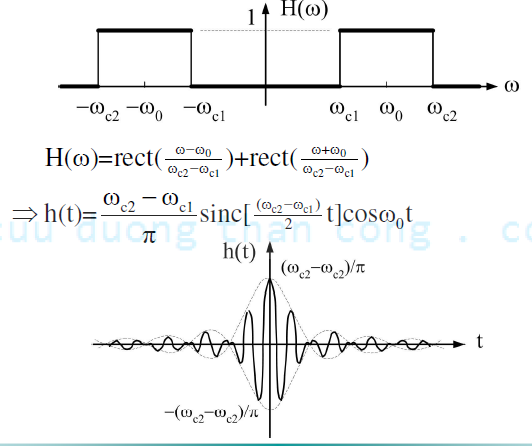 1 H(ω)
−ω_c2 −ω_0 −ω_c1 ω_c1 ω_0 ω_c2 ω
H(ω)=rect((ω−ω_0)/(ω_c2−ω_c1))+rect((ω+ω_0)/(ω_c2−ω_c1))
⇒ h(t)=(ω_c2−ω_c1)/π sinc[(ω_c2−ω_c1)/2 t]cosω_0t
cuu duong than cong . co
h(t)
(ω_c2−ω_c2)/π
t
−(ω_c2−ω_c2)/π